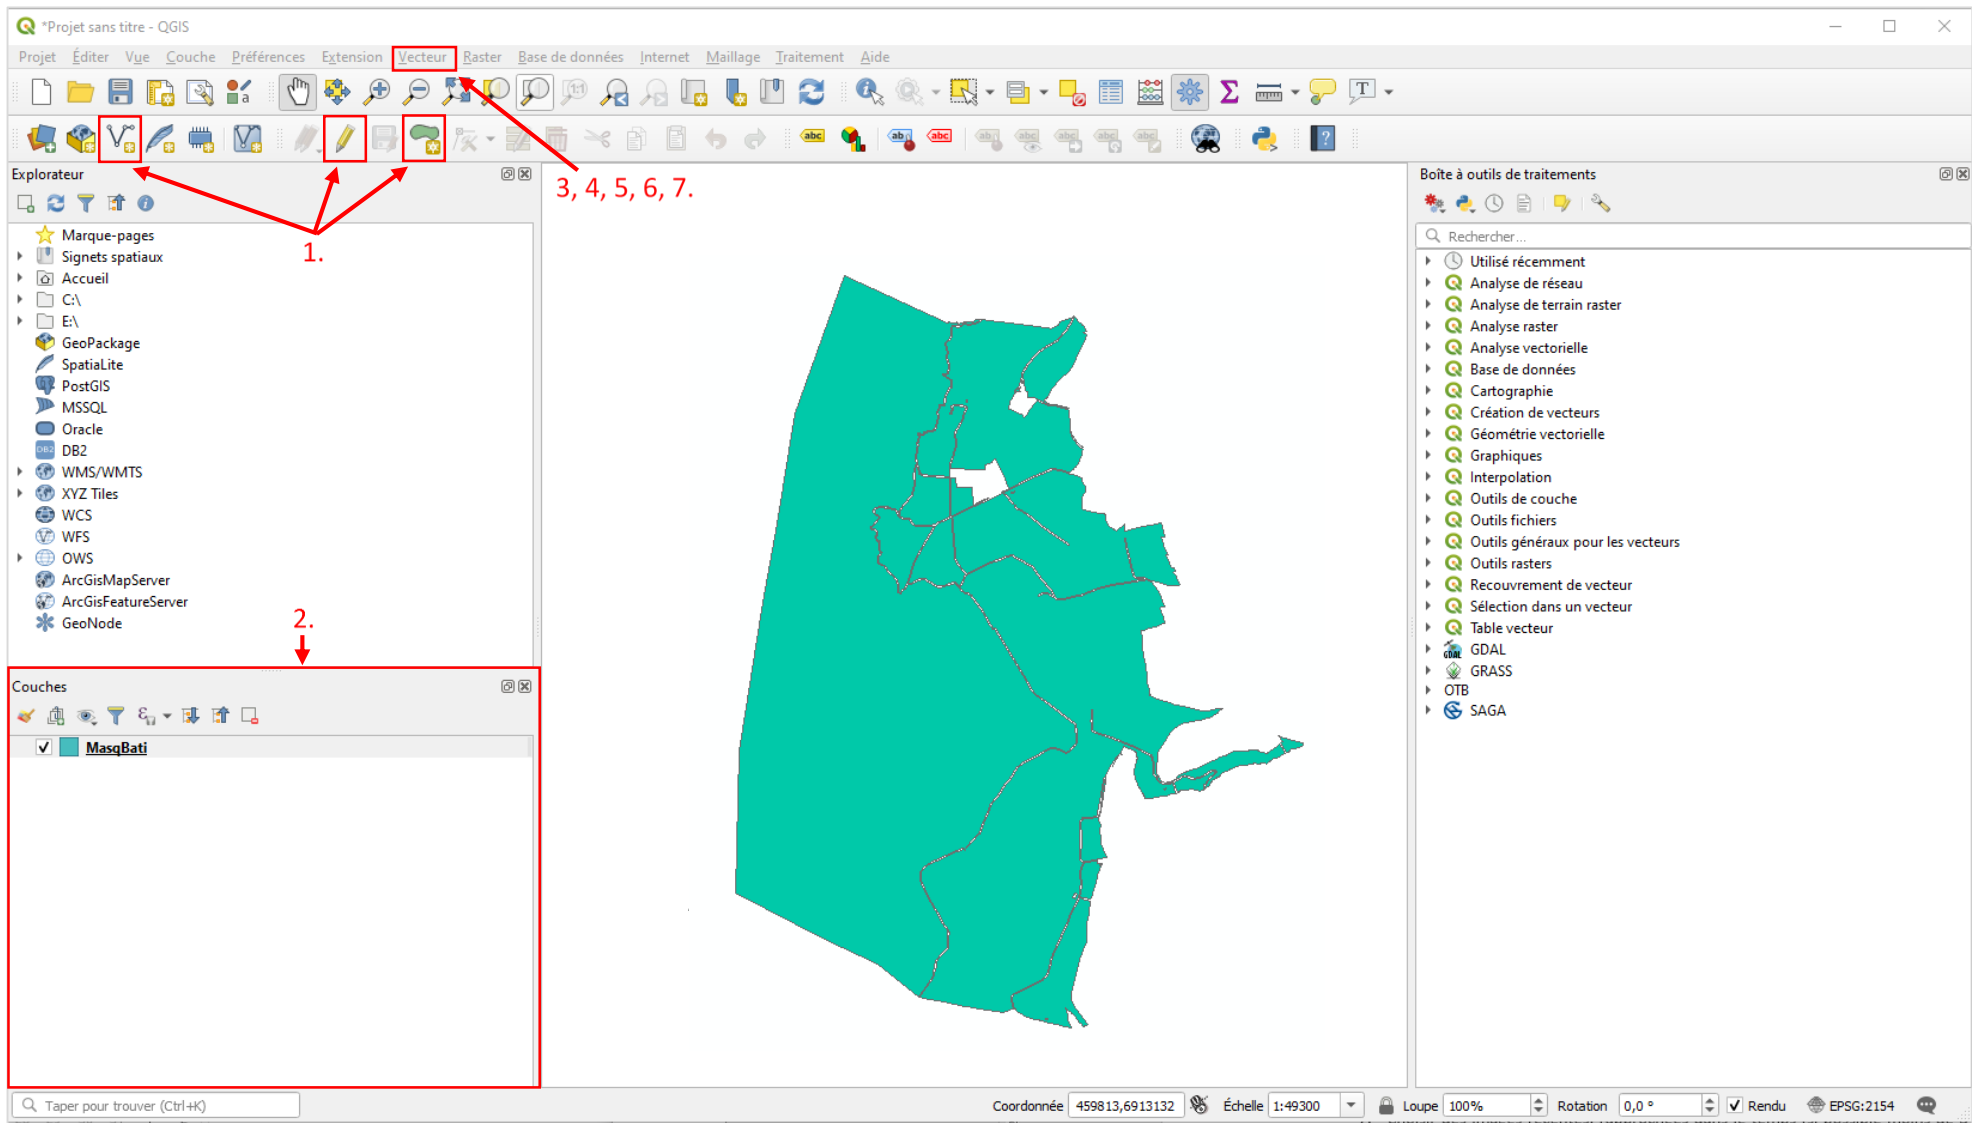 *Projet sans titre - QGIS
Projet Éditer Vue Couche Préférences Extension Vecteur Raster Base de données Internet Maillage Traitement Aide
3, 4, 5, 6, 7.
1.
Explorateur
Marque-pages
Signets spatiaux
Accueil
C:\
E:\
GeoPackage
SpatiaLite
PostGIS
MSSQL
Oracle
DB2
WMS/WMTS
XYZ Tiles
WCS
WFS
OWS
ArcGisMapServer
ArcGisFeatureServer
GeoNode
2.
Couches
MasqBati
Boîte à outils de traitements
Rechercher...
Utilisé récemment
Analyse de réseau
Analyse de terrain raster
Analyse raster
Analyse vectorielle
Base de données
Cartographie
Création de vecteurs
Géométrie vectorielle
Graphiques
Interpolation
Outils de couche
Outils fichiers
Outils généraux pour les vecteurs
Outils rasters
Recouvrement de vecteur
Sélection dans un vecteur
Table vecteur
GDAL
GRASS
OTB
SAGA
Taper pour trouver (Ctrl+K)
Coordonnée 459813,6913132 Échelle 1:49300 Loupe 100% Rotation 0,0 ° Rendu EPSG:2154